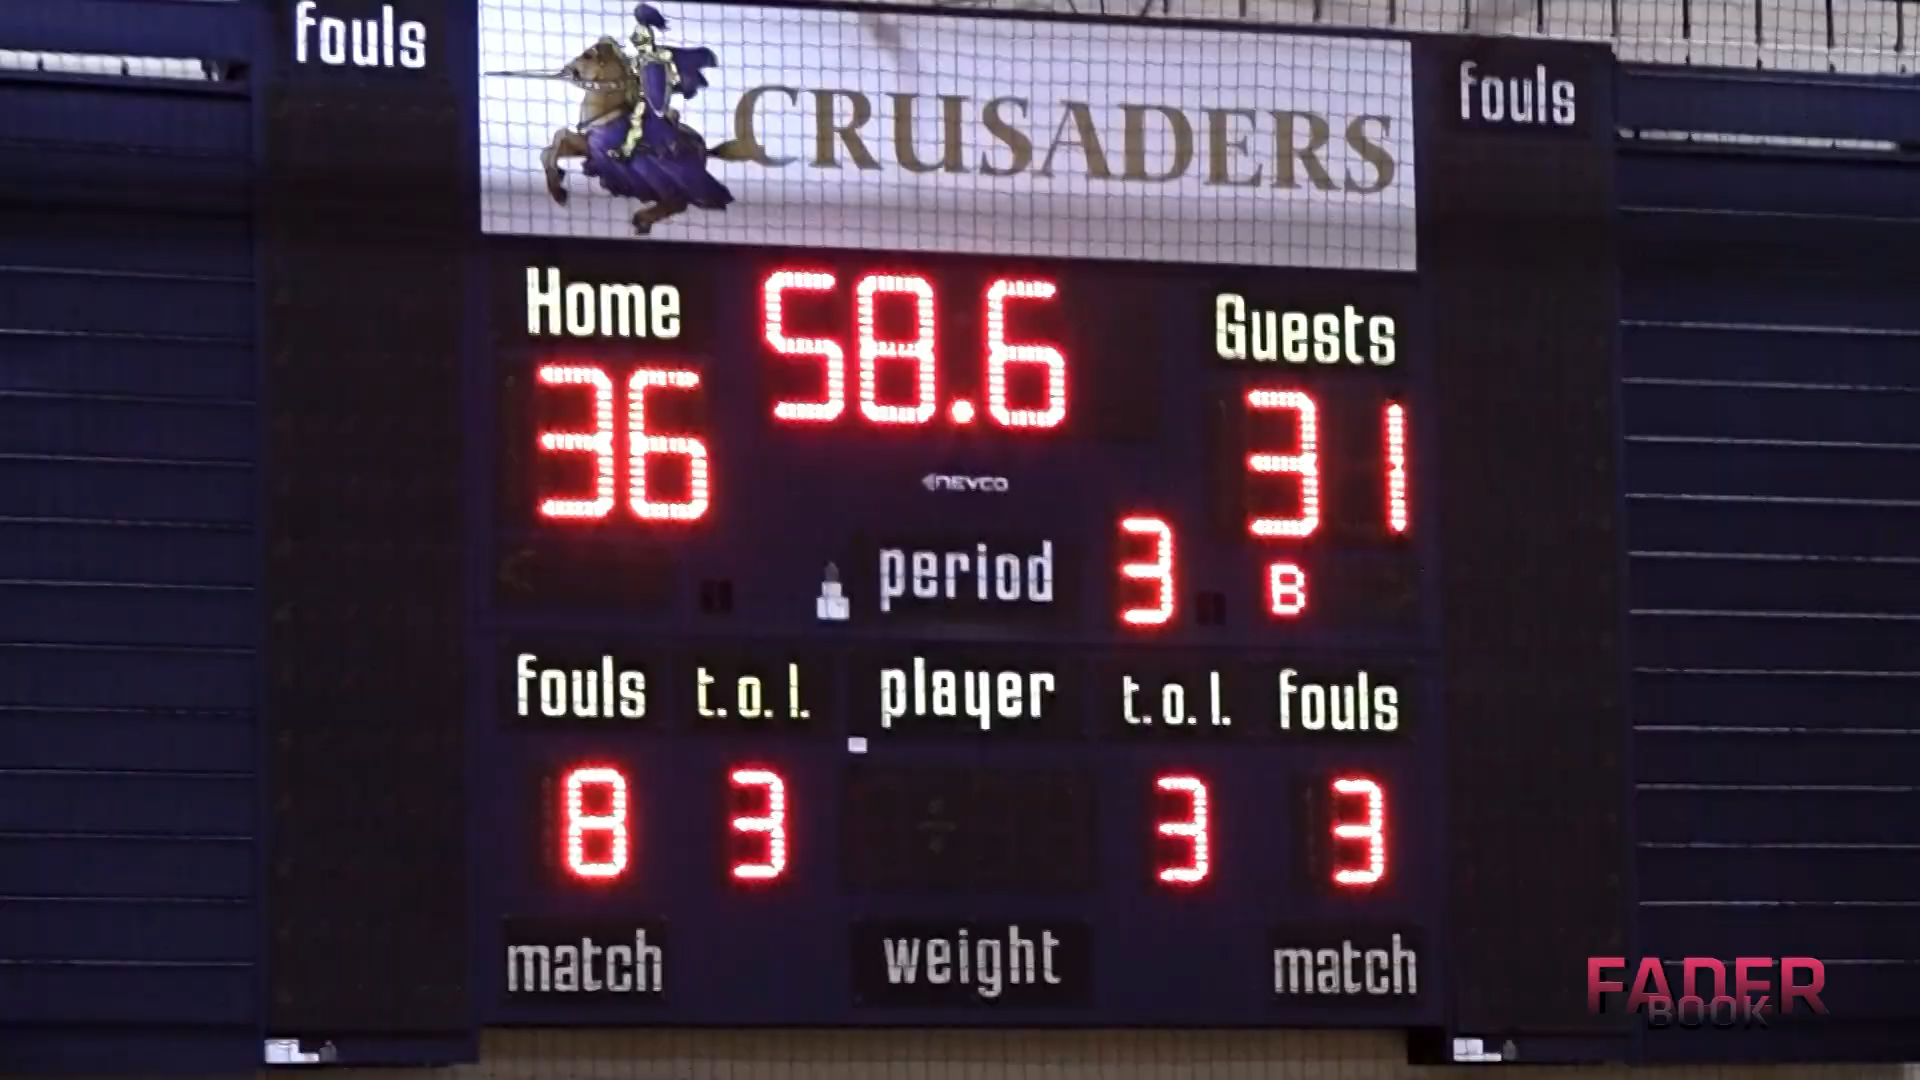 fouls
CRUSADERS
fouls
Home
58.6
Guests
36
31
NEVCO
period
3
B
fouls
t.o.l.
player
t.o.l.
fouls
8
3
3
3
match
weight
match
FADER
BOOK